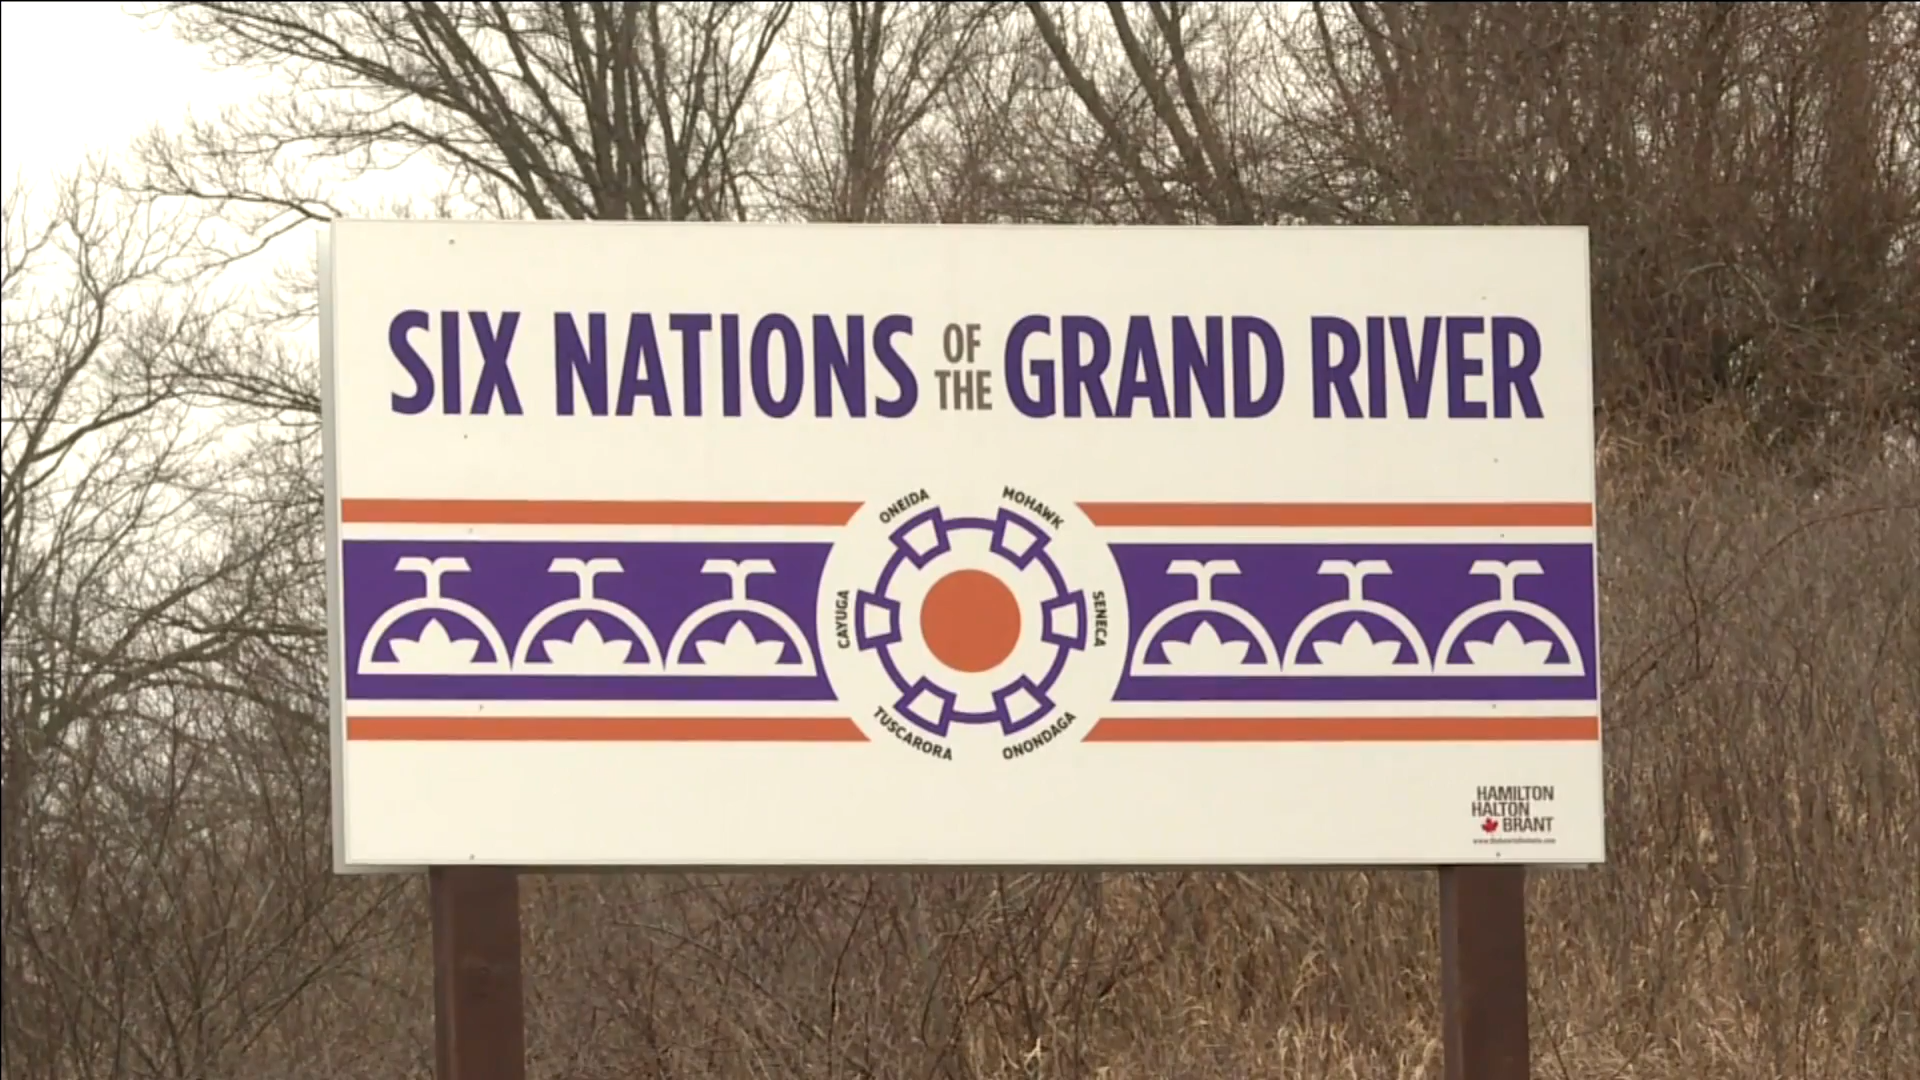 SIX NATIONS OF THE GRAND RIVER
ONEIDA
MOHAWK
CAYUGA
SENECA
TUSCARORA
ONONDAGA
HAMILTON
HALTON
BRANT